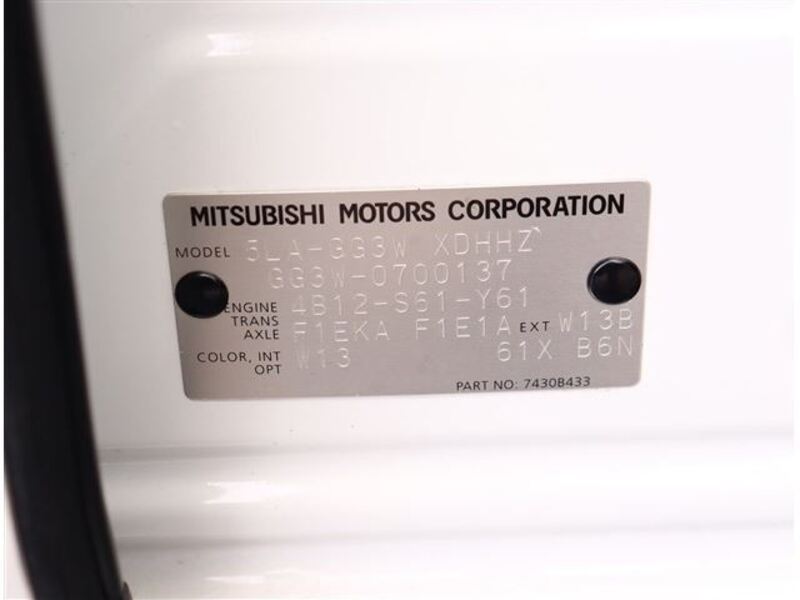 MITSUBISHI MOTORS CORPORATION
MODEL 5LA-GG3W XDHHZ
GG3W-0700137
ENGINE 4B12-S61-Y61
TRANS AXLE F1EKA F1E1A EXT W13B
COLOR, INT OPT W13 61X B6N
PART NO: 7430B433